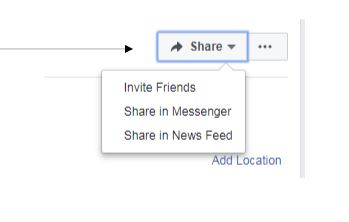 Share
Invite Friends
Share in Messenger
Share in News Feed
Add Location